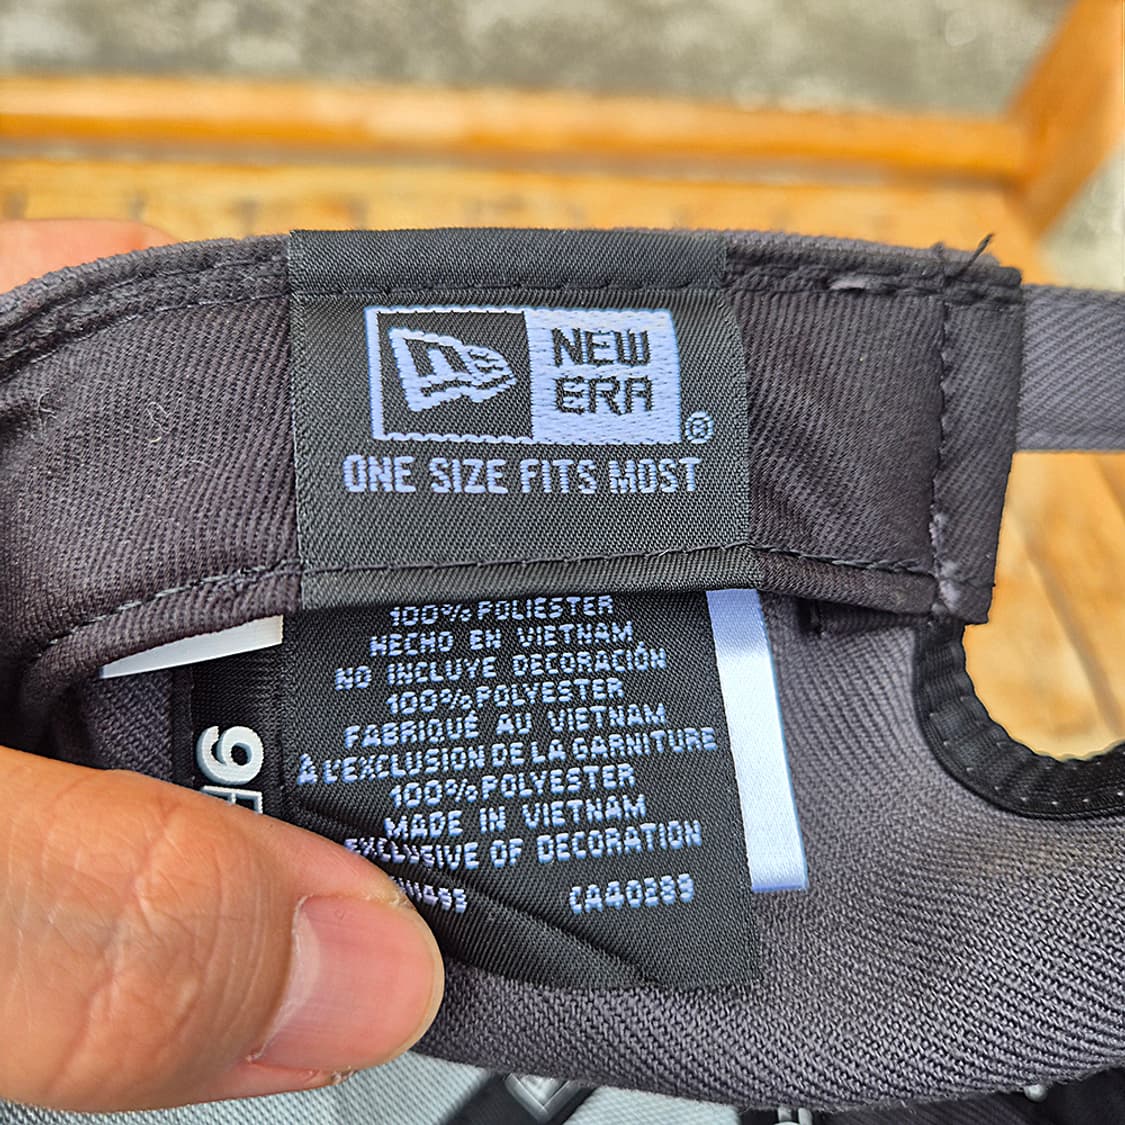 NEW
ERA
®
ONE SIZE FITS MOST
100% POLIESTER
HECHO EN VIETNAM
NO INCLUYE DECORACIÓN
100% POLYESTER
FABRIQUÉ AU VIETNAM
À L'EXCLUSION DE LA GARNITURE
100% POLYESTER
MADE IN VIETNAM
EXCLUSIVE OF DECORATION
CA40289
9F